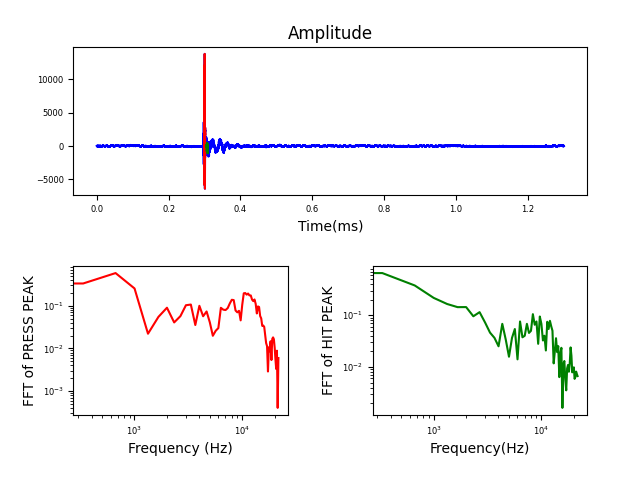 Amplitude
10000
5000
0
−5000
0.0 0.2 0.4 0.6 0.8 1.0 1.2
Time(ms)
FFT of PRESS PEAK
10⁻¹
10⁻²
10⁻³
10³ 10⁴
Frequency (Hz)
FFT of HIT PEAK
10⁻¹
10⁻²
10³ 10⁴
Frequency(Hz)